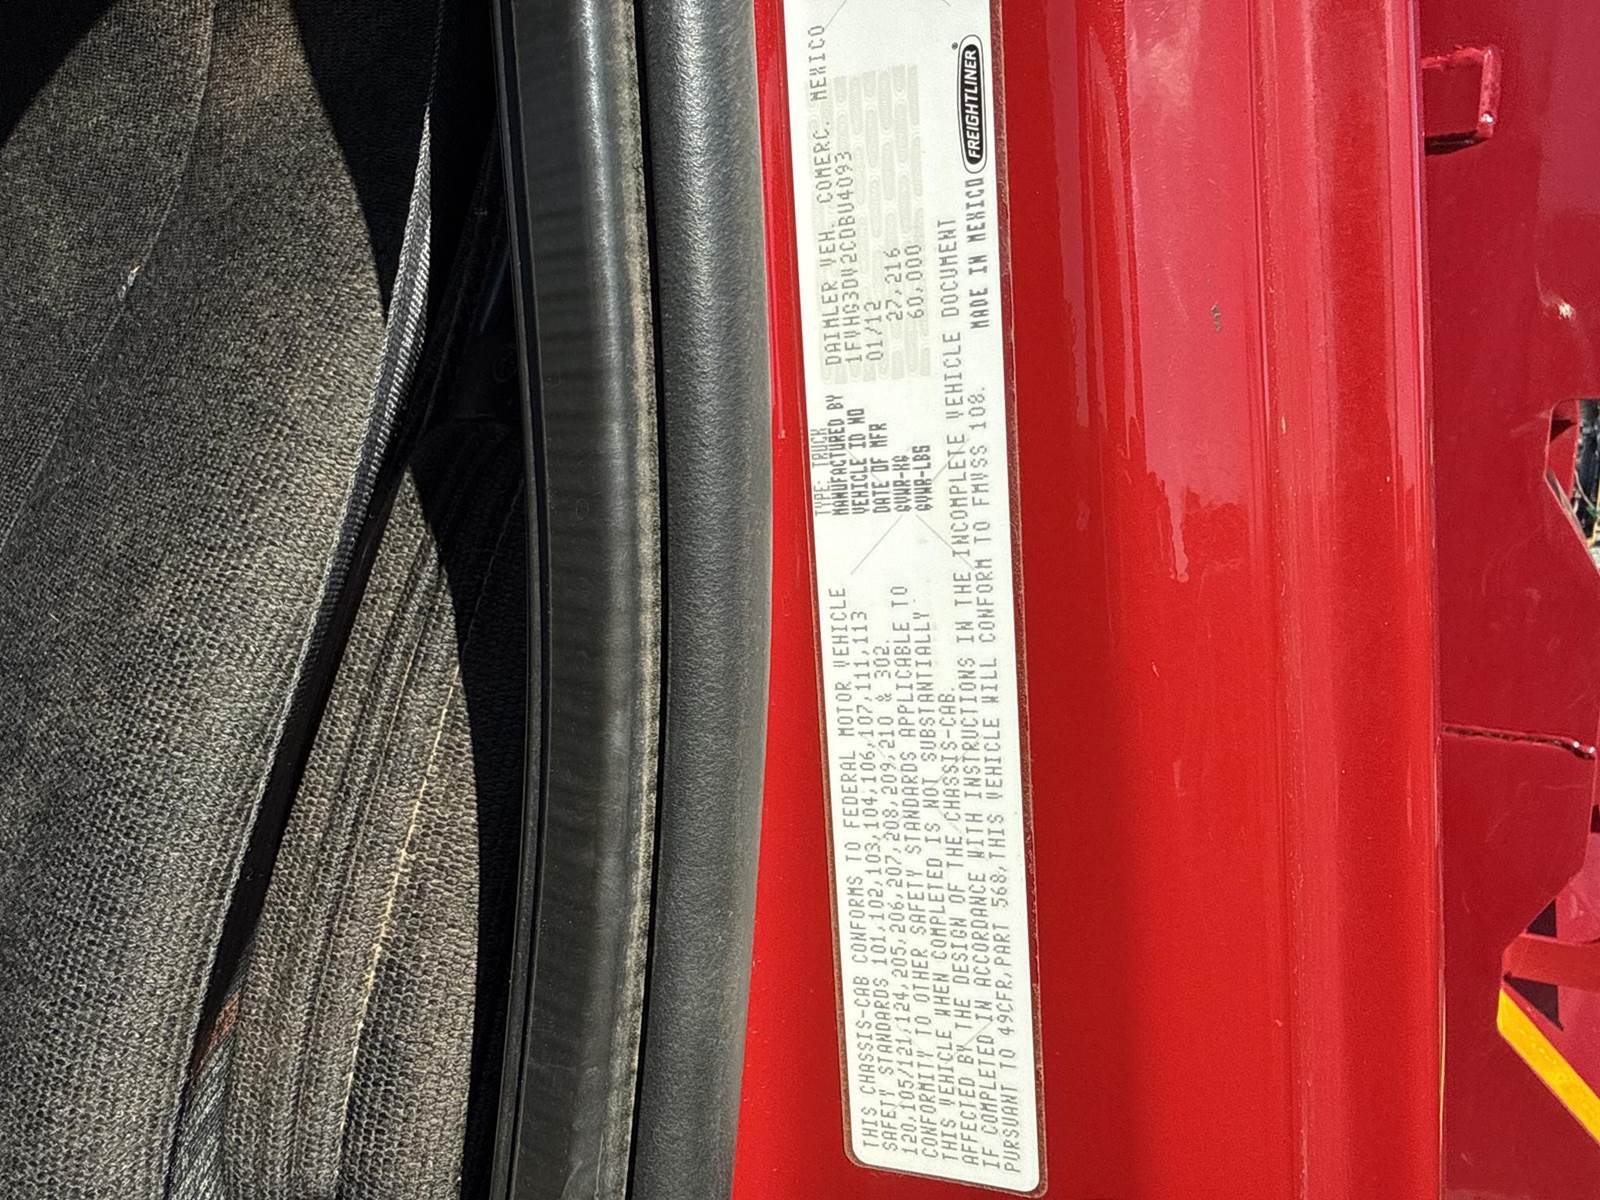 THIS CHASSIS-CAB CONFORMS TO FEDERAL MOTOR VEHICLE
SAFETY STANDARDS 101,102,103,104,106,107,111,113
120,105/121,124,205,206,207,208,209,210 & 302.
CONFORMITY TO OTHER SAFETY STANDARDS APPLICABLE TO
THIS VEHICLE WHEN COMPLETED IS NOT SUBSTANTIALLY
AFFECTED BY THE DESIGN OF THE CHASSIS-CAB.
IF COMPLETED IN ACCORDANCE WITH INSTRUCTIONS IN THE INCOMPLETE VEHICLE DOCUMENT
PURSUANT TO 49CFR,PART 568,THIS VEHICLE WILL CONFORM TO FMVSS 108.
TYPE: TRUCK
MANUFACTURED BY DAIMLER VEH. COMERC. MEXICO
VEHICLE ID NO 1FVHG3DV2CDBU4093
DATE OF MFR 01/12
GVWR-KG 27,216
GVWR-LBS 60,000
MADE IN MEXICO
FREIGHTLINER